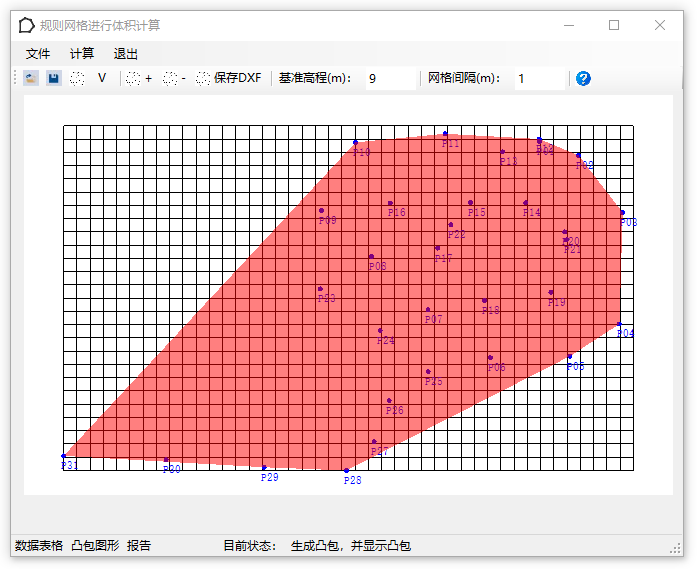 规则网格进行体积计算
文件 计算 退出
V + - 保存DXF 基准高程(m): 9 网格间隔(m): 1 ?
P11
P10 P13 P02
P09 P16 P15 P14 P03
P22 P20
P17 P21
P08
P23 P19
P07 P18
P24 P04
P06 P05
P25
P26
P27
P31 P30 P29 P28
数据表格 凸包图形 报告 目前状态: 生成凸包，并显示凸包